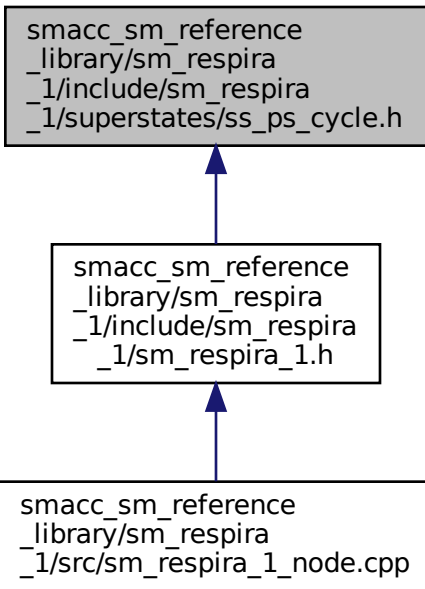 smacc_sm_reference
_library/sm_respira
_1/include/sm_respira
_1/superstates/ss_ps_cycle.h
smacc_sm_reference
_library/sm_respira
_1/include/sm_respira
_1/sm_respira_1.h
smacc_sm_reference
_library/sm_respira
_1/src/sm_respira_1_node.cpp